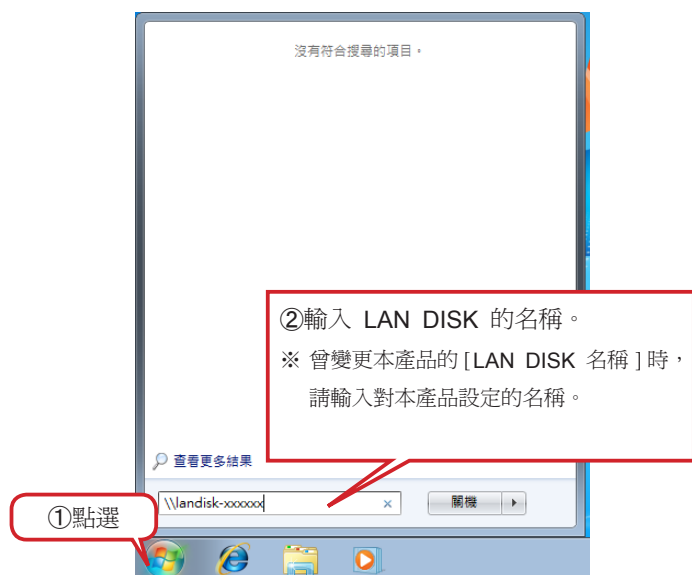 沒有符合搜尋的項目。
②輸入 LAN DISK 的名稱。
※ 曾變更本產品的 [LAN DISK 名稱 ] 時，
請輸入對本產品設定的名稱。
查看更多結果
\\landisk-xxxxxx
關機
①點選